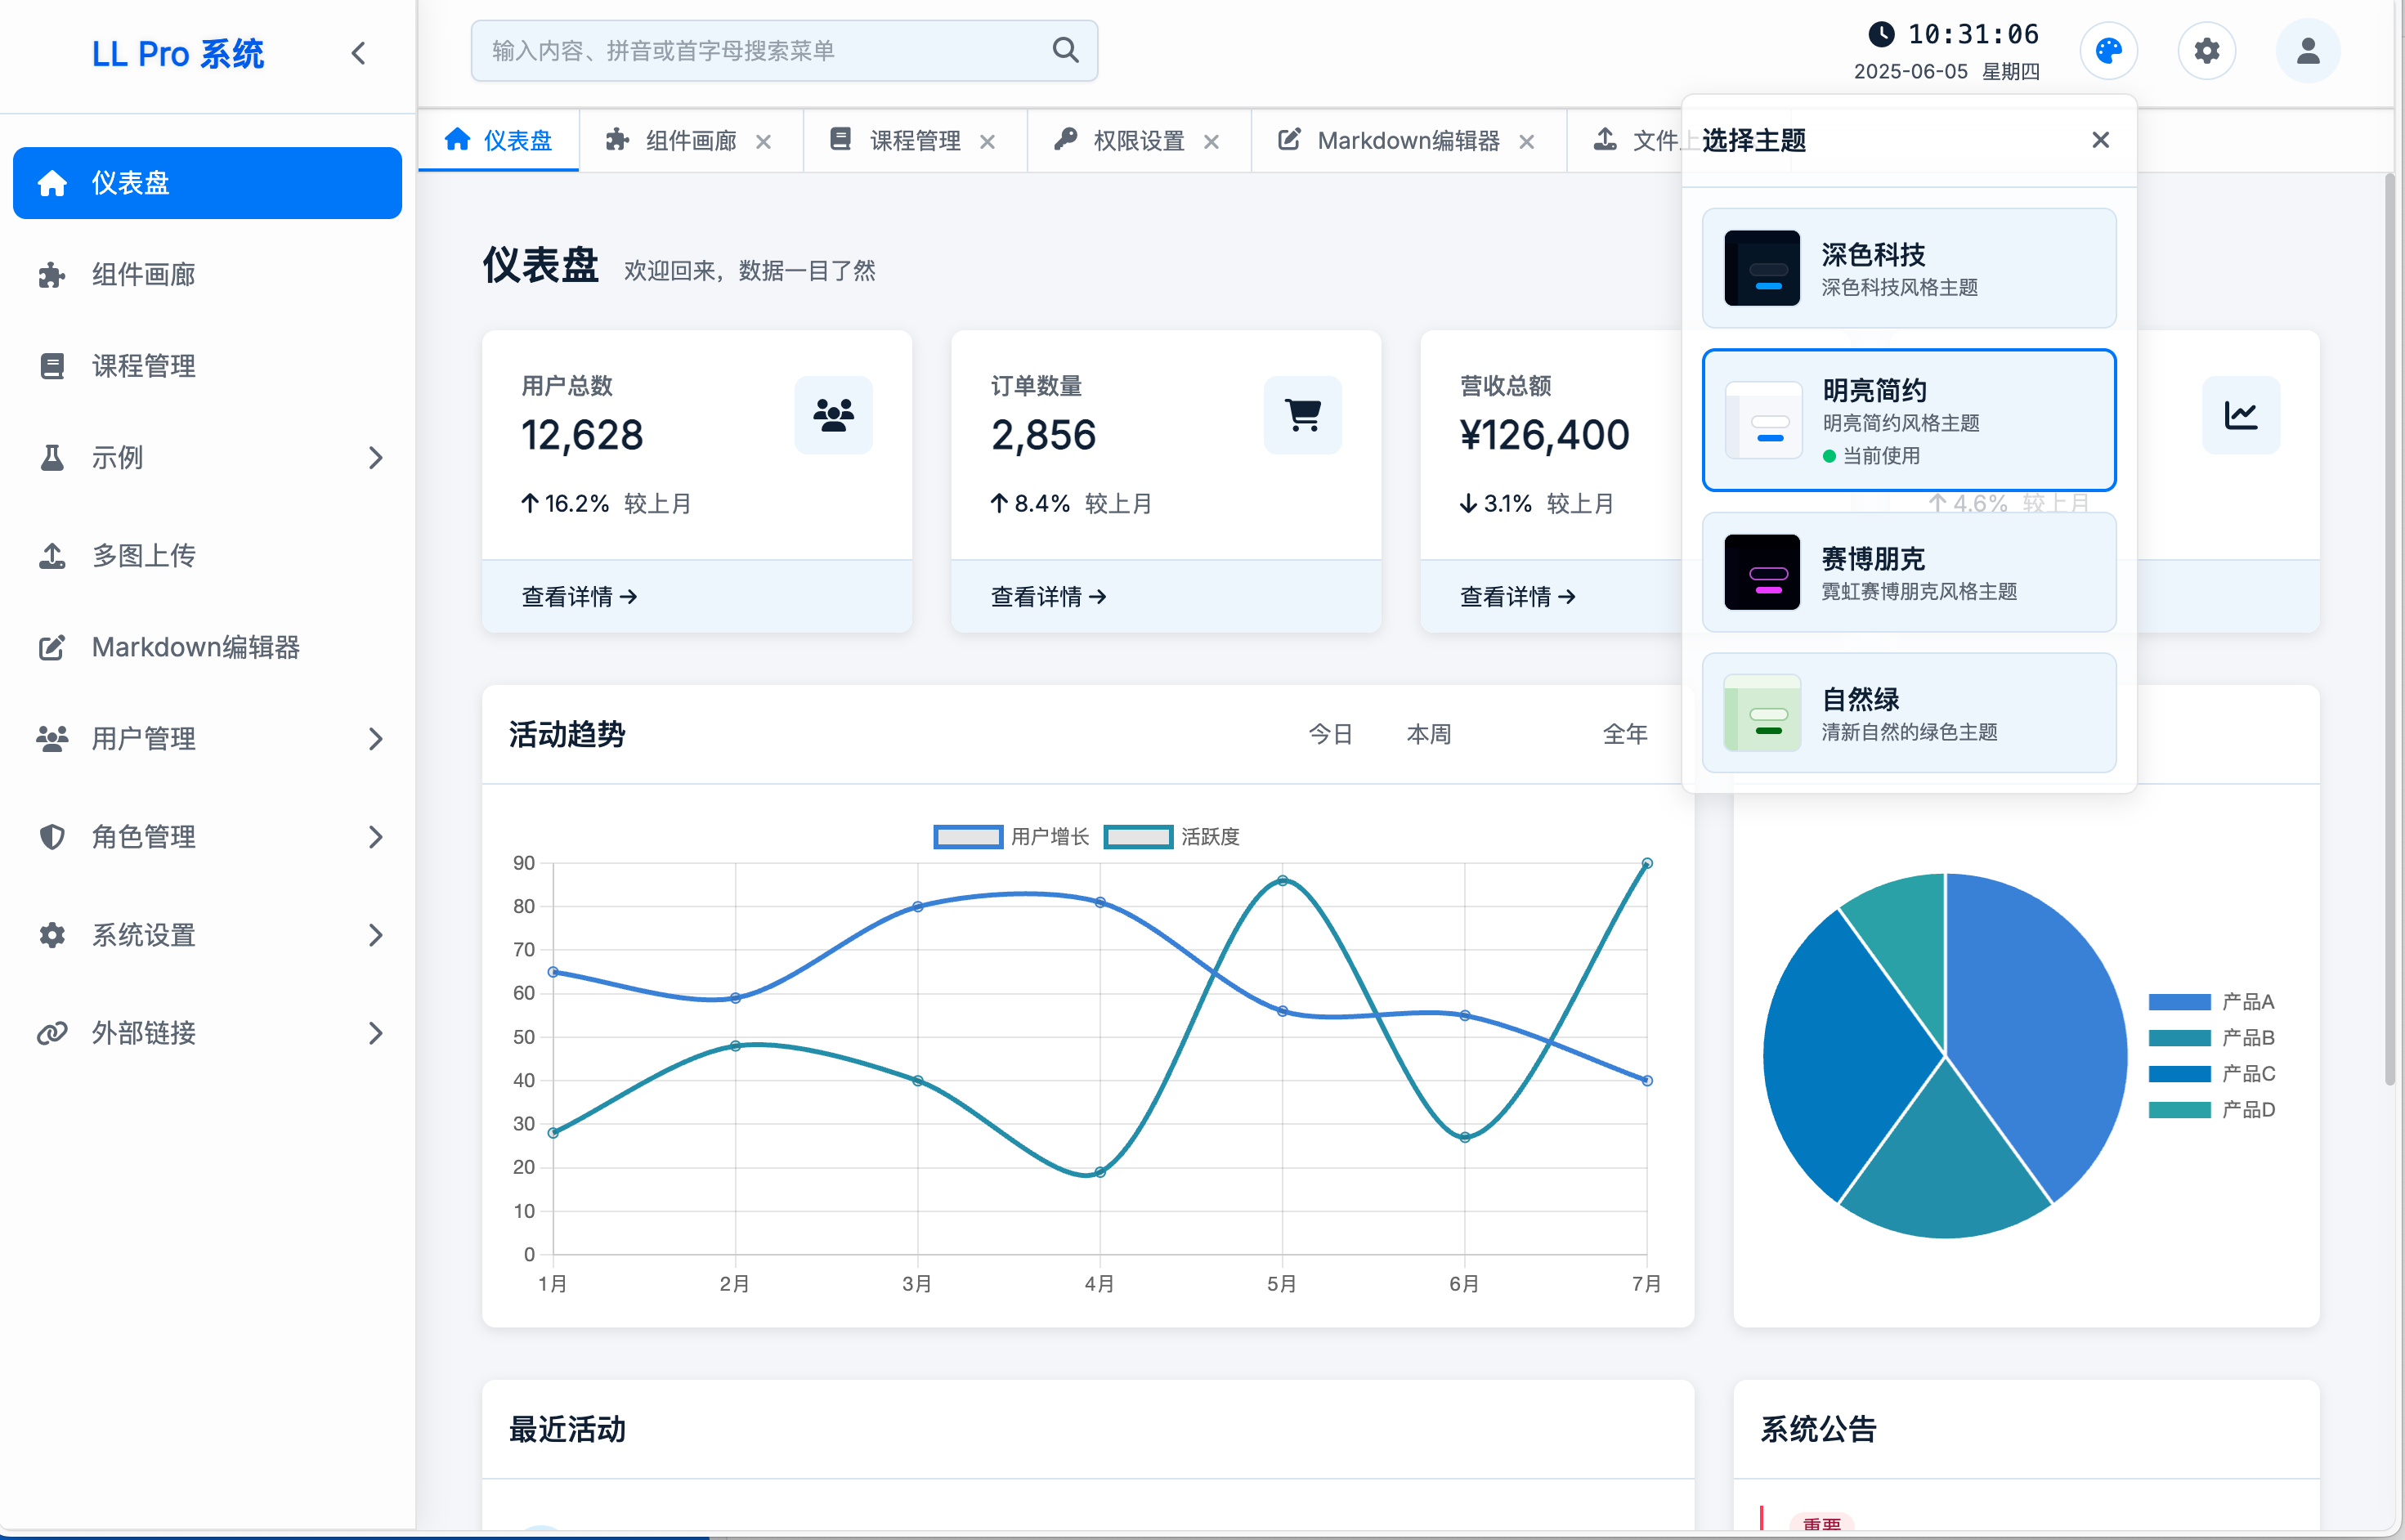 LL Pro 系统
输入内容、拼音或首字母搜索菜单
10:31:06
2025-06-05 星期四
仪表盘
组件画廊
课程管理
示例
多图上传
Markdown编辑器
用户管理
角色管理
系统设置
外部链接
仪表盘
组件画廊
课程管理
权限设置
Markdown编辑器
文件上
选择主题
深色科技
深色科技风格主题
明亮简约
明亮简约风格主题
当前使用
赛博朋克
霓虹赛博朋克风格主题
自然绿
清新自然的绿色主题
仪表盘 欢迎回来，数据一目了然
用户总数
12,628
16.2% 较上月
查看详情
订单数量
2,856
8.4% 较上月
查看详情
营收总额
¥126,400
3.1% 较上月
查看详情
4.6% 较上月
活动趋势
今日 本周 全年
用户增长 活跃度
90
80
70
60
50
40
30
20
10
0
1月 2月 3月 4月 5月 6月 7月
产品A
产品B
产品C
产品D
最近活动
系统公告
重要